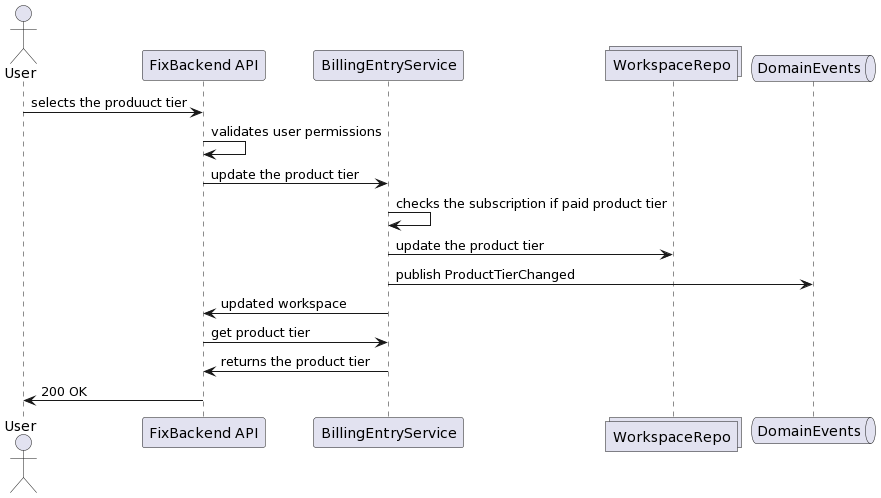 User
FixBackend API
BillingEntryService
WorkspaceRepo
DomainEvents
selects the produuct tier
validates user permissions
update the product tier
checks the subscription if paid product tier
update the product tier
publish ProductTierChanged
updated workspace
get product tier
returns the product tier
200 OK
User
FixBackend API
BillingEntryService
WorkspaceRepo
DomainEvents